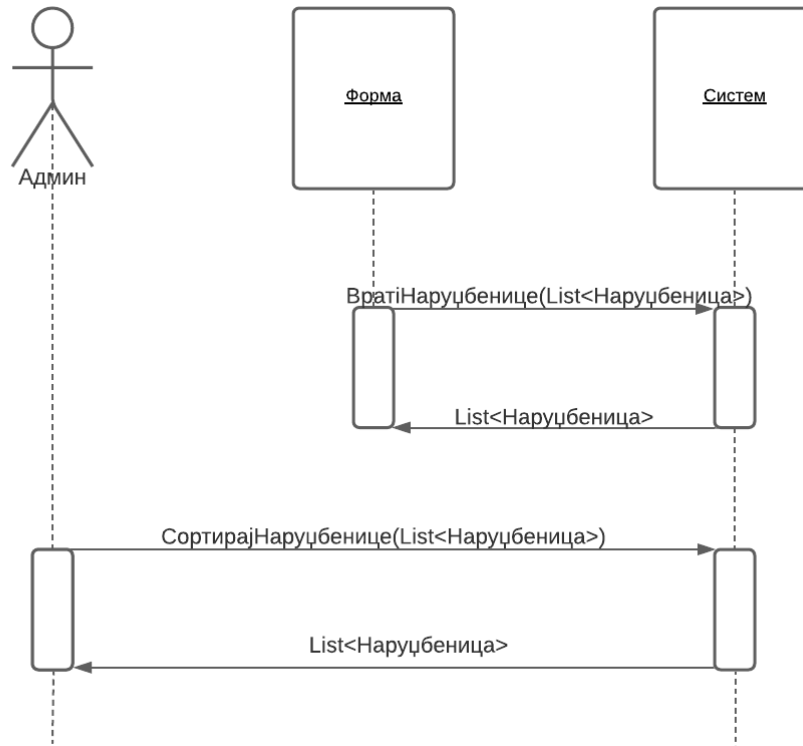 Форма
Систем
Админ
ВратiНаруџбенице(List<Наруџбеница>)
List<Наруџбеница>
СортирајНаруџбенице(List<Наруџбеница>)
List<Наруџбеница>